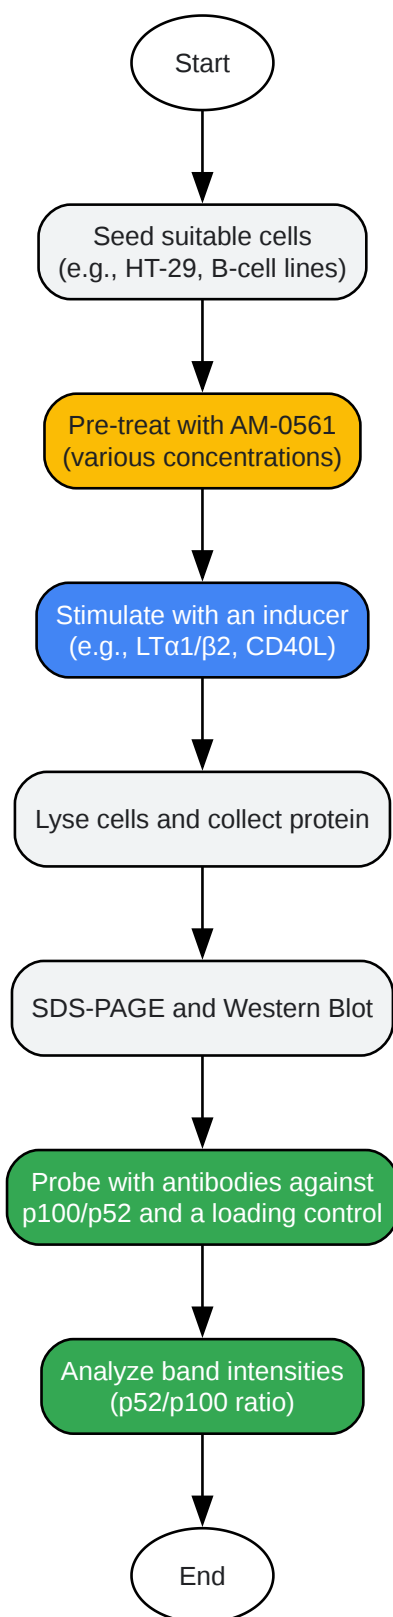 Start
Seed suitable cells
(e.g., HT-29, B-cell lines)
Pre-treat with AM-0561
(various concentrations)
Stimulate with an inducer
(e.g., LTα1/β2, CD40L)
Lyse cells and collect protein
SDS-PAGE and Western Blot
Probe with antibodies against
p100/p52 and a loading control
Analyze band intensities
(p52/p100 ratio)
End